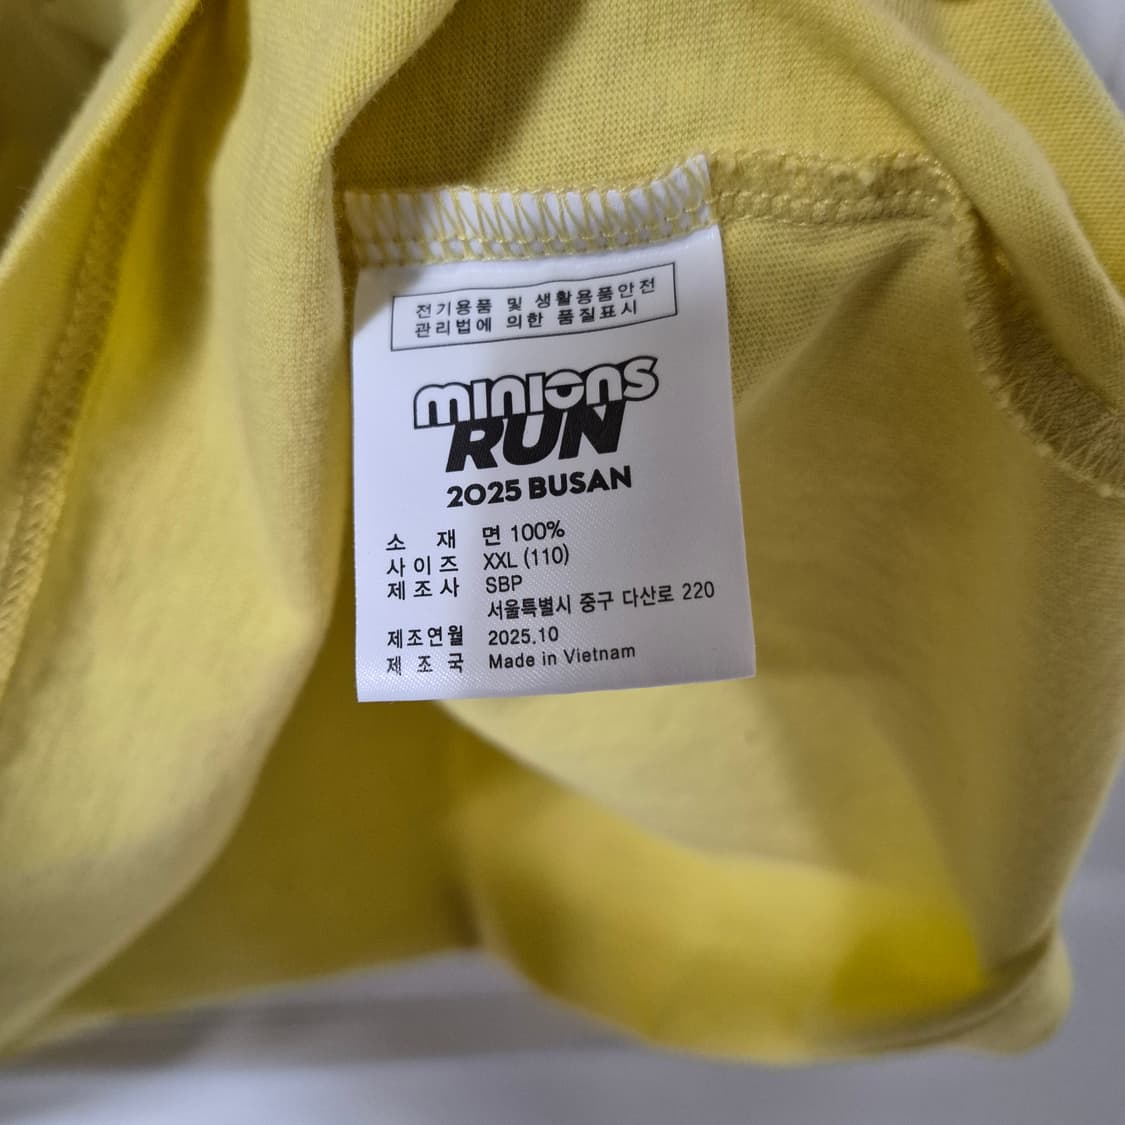 전기용품 및 생활용품안전
관리법에 의한 품질표시
minions
RUN
2025 BUSAN
소 재 면 100%
사이즈 XXL (110)
제조사 SBP
서울특별시 중구 다산로 220
제조연월 2025.10
제조국 Made in Vietnam